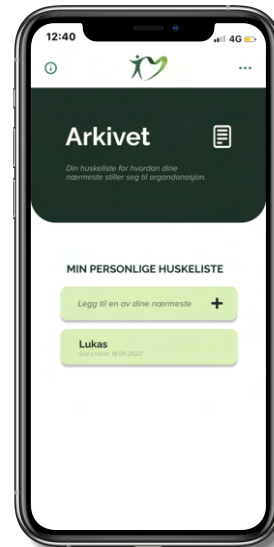 12:40
4G
Arkivet
Din huskeliste for hvordan dine
nærmeste stiller seg til organdonasjon.
MIN PERSONLIGE HUSKELISTE
Legg til en av dine nærmeste
Lukas
Sist endret: 18.04.2022